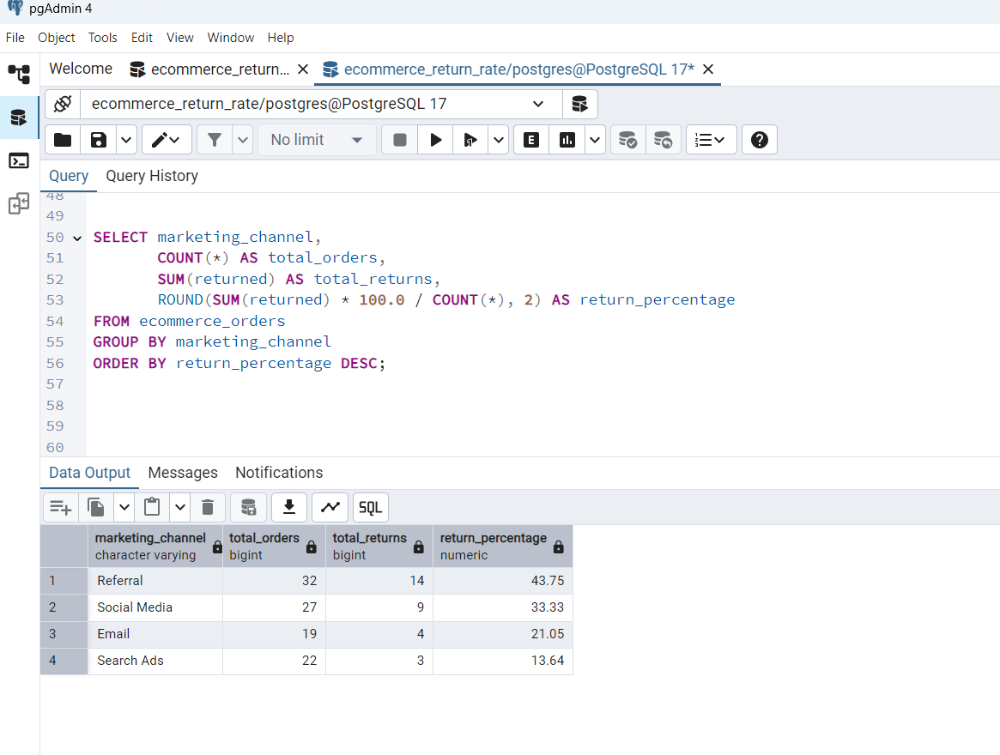 pgAdmin 4
File Object Tools Edit View Window Help
Welcome ecommerce_return... ecommerce_return_rate/postgres@PostgreSQL 17*
ecommerce_return_rate/postgres@PostgreSQL 17
No limit E
Query Query History
48
49
50 SELECT marketing_channel,
51 COUNT(*) AS total_orders,
52 SUM(returned) AS total_returns,
53 ROUND(SUM(returned) * 100.0 / COUNT(*), 2) AS return_percentage
54 FROM ecommerce_orders
55 GROUP BY marketing_channel
56 ORDER BY return_percentage DESC;
57
58
59
60
Data Output Messages Notifications
SQL
marketing_channel total_orders total_returns return_percentage
character varying bigint bigint numeric
1 Referral 32 14 43.75
2 Social Media 27 9 33.33
3 Email 19 4 21.05
4 Search Ads 22 3 13.64